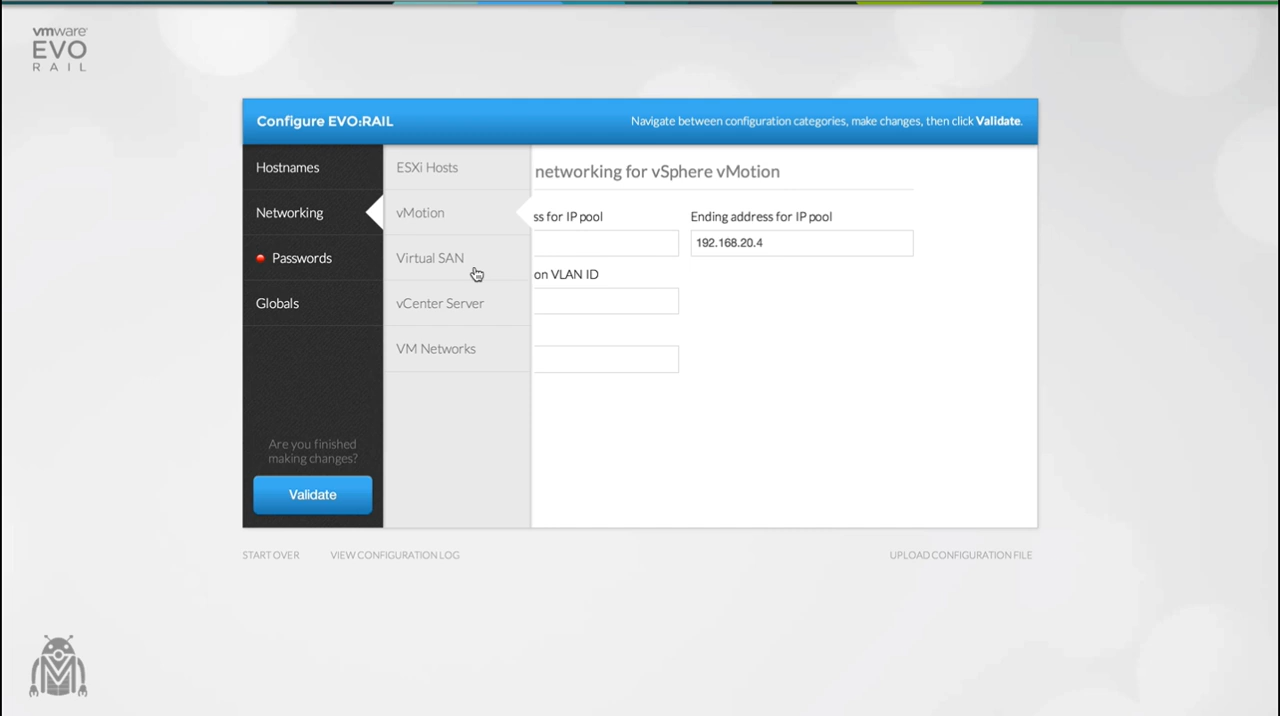 vmware
EVO
RAIL
Configure EVO:RAIL
Navigate between configuration categories, make changes, then click Validate.
Hostnames
Networking
Passwords
Globals
Are you finished
making changes?
Validate
ESXi Hosts
vMotion
Virtual SAN
vCenter Server
VM Networks
networking for vSphere vMotion
ss for IP pool
Ending address for IP pool
192.168.20.4
on VLAN ID
START OVER
VIEW CONFIGURATION LOG
UPLOAD CONFIGURATION FILE